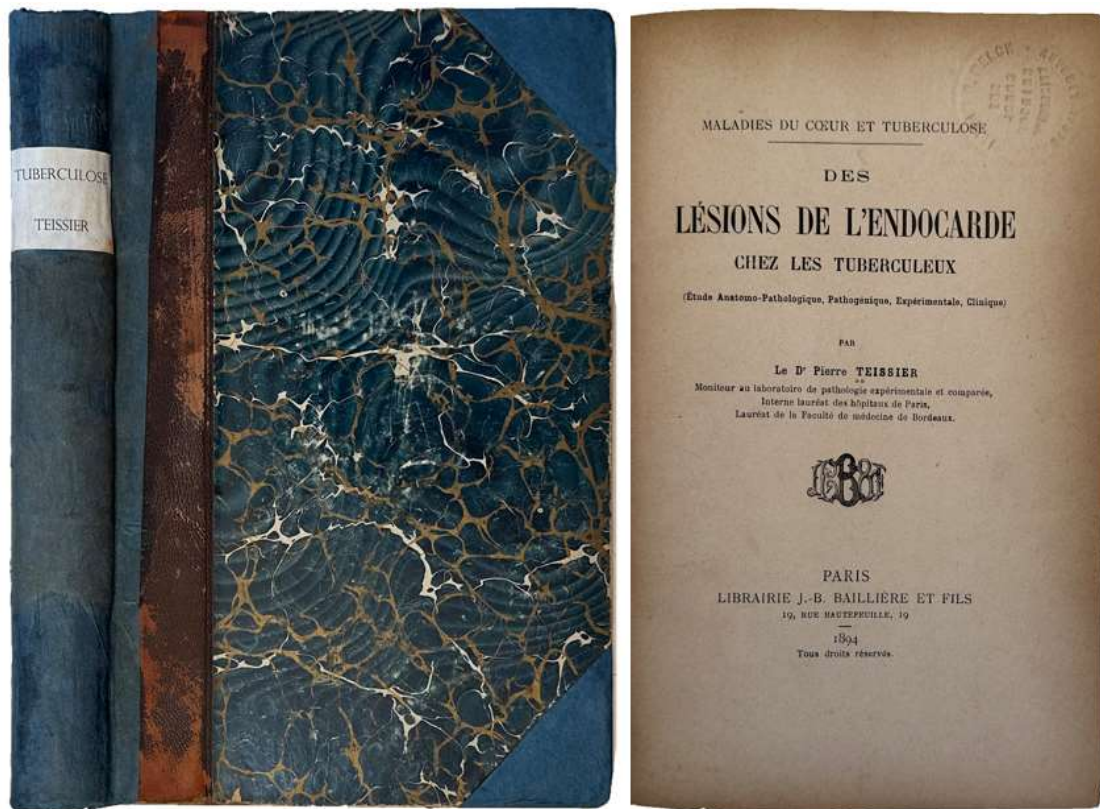 TUBERCULOSE
TEISSIER
MALADIES DU CŒUR ET TUBERCULOSE
DES
LÉSIONS DE L'ENDOCARDE
CHEZ LES TUBERCULEUX
(Étude Anatomo-Pathologique, Pathogénique, Expérimentale, Clinique)
PAR
Le Dr Pierre TEISSIER
Moniteur au laboratoire de pathologie expérimentale et comparée,
Interne lauréat des hôpitaux de Paris,
Lauréat de la Faculté de médecine de Bordeaux.
PARIS
LIBRAIRIE J.-B. BAILLIÈRE ET FILS
19, RUE HAUTEFEUILLE, 19
1894
Tous droits réservés.